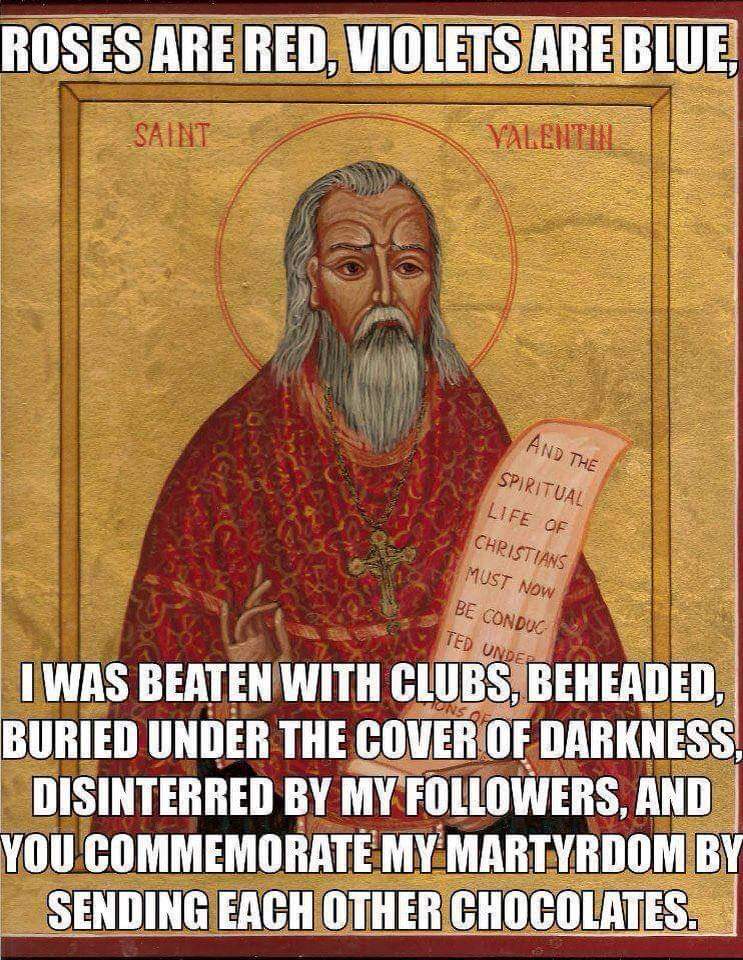 ROSES ARE RED, VIOLETS ARE BLUE,
SAINT VALENTIN
AND THE
SPIRITUAL
LIFE OF
CHRISTIANS
MUST NOW
BE CONDUC
TED UNDER
IONS OF
I WAS BEATEN WITH CLUBS, BEHEADED,
BURIED UNDER THE COVER OF DARKNESS,
DISINTERRED BY MY FOLLOWERS, AND
YOU COMMEMORATE MY MARTYRDOM BY
SENDING EACH OTHER CHOCOLATES.